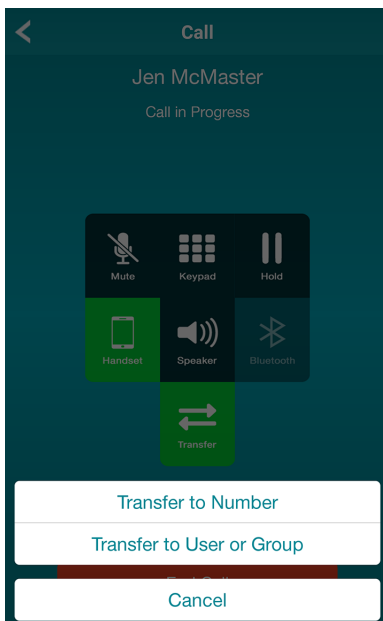 Call
Jen McMaster
Call in Progress
Mute Keypad Hold
Handset Speaker Bluetooth
Transfer
Transfer to Number
Transfer to User or Group
Cancel